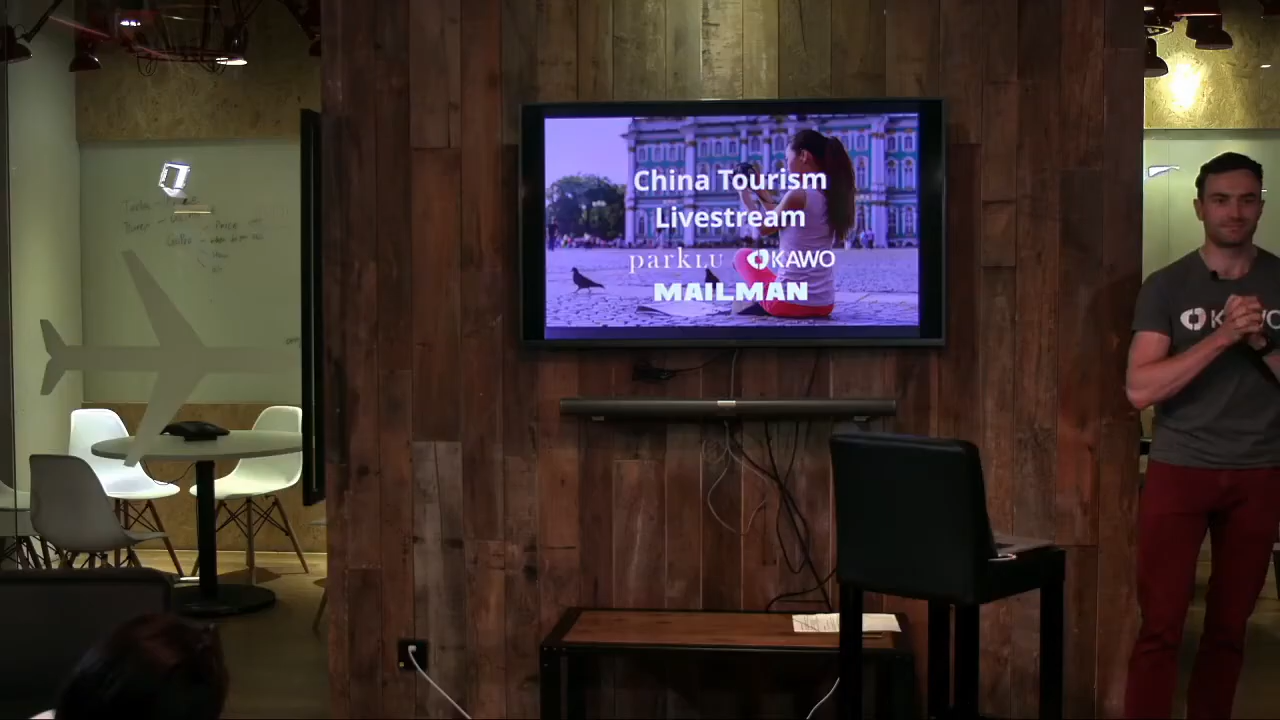 China Tourism
Livestream
PARKLU KAWO
MAILMAN
KAWO